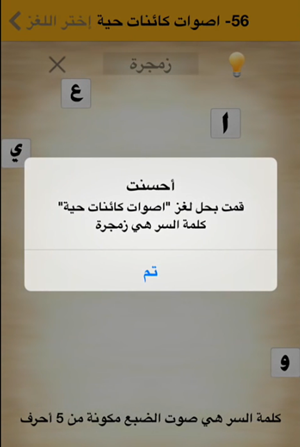 56- اصوات كائنات حية إختر اللغز
زمجرة
ع
ا
ي
أحسنت
قمت بحل لغز "اصوات كائنات حية"
كلمة السر هي زمجرة
تم
و
كلمة السر هي صوت الضبع مكونة من 5 أحرف